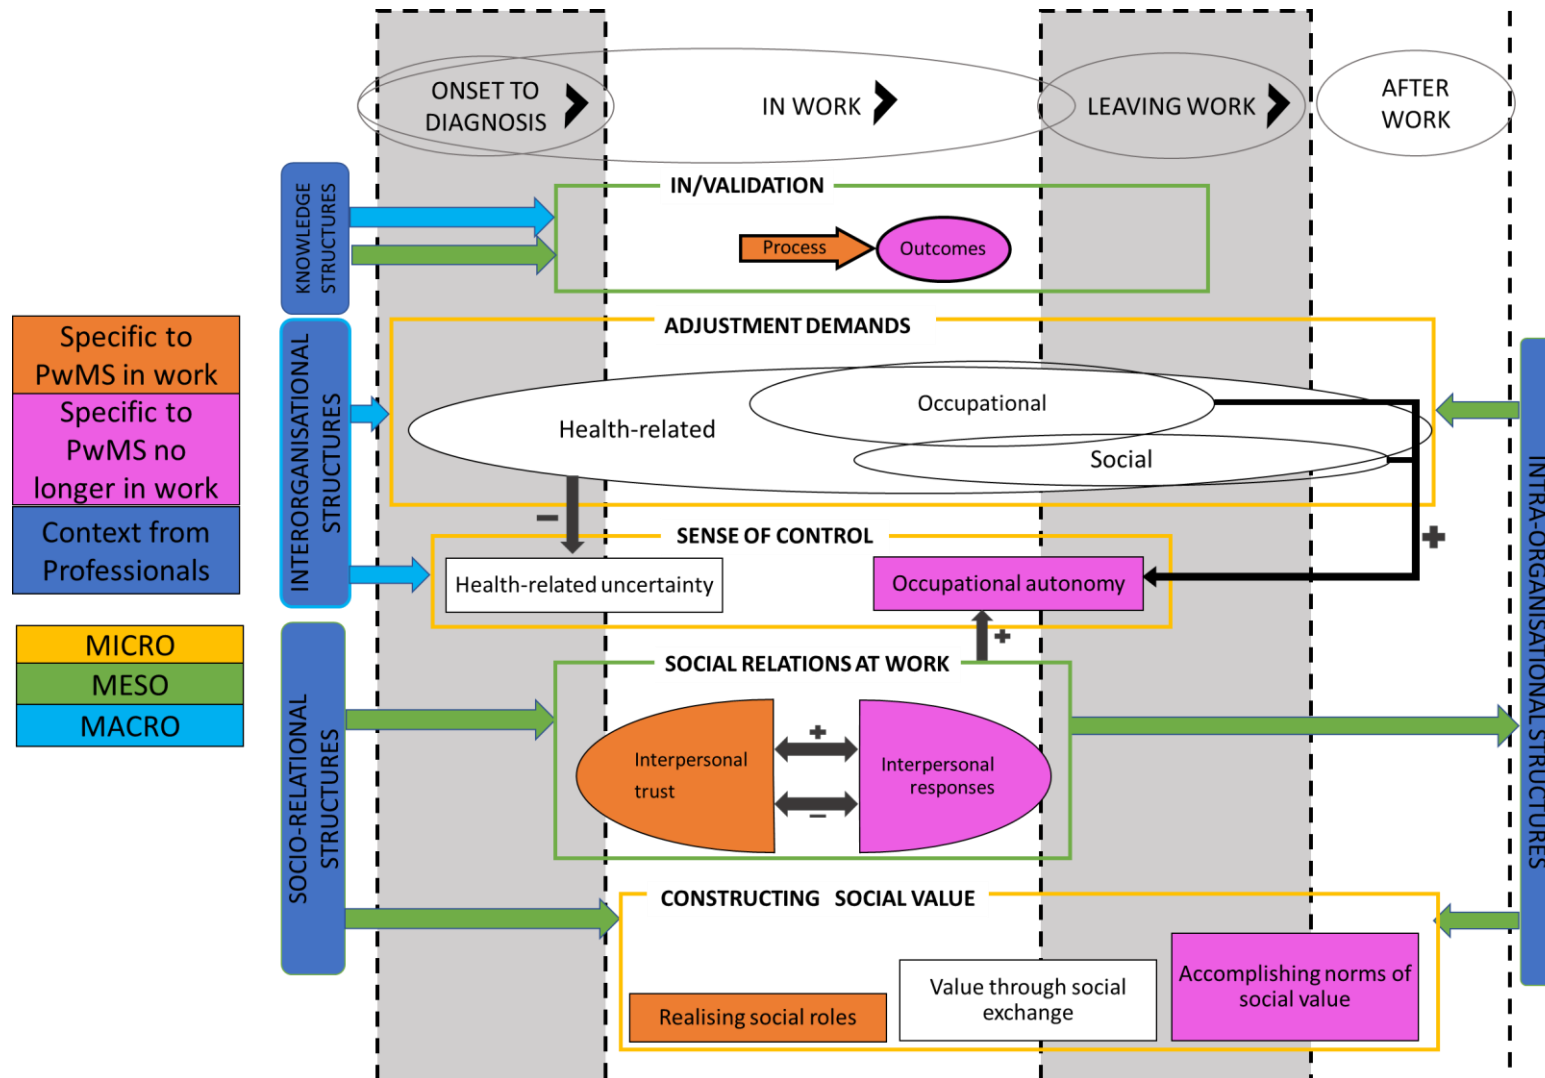 ONSET TO
DIAGNOSIS
IN WORK
LEAVING WORK
AFTER
WORK
KNOWLEDGE
STRUCTURES
IN/VALIDATION
Process
Outcomes
Specific to
PwMS in work
Specific to
PwMS no
longer in work
Context from
Professionals
MICRO
MESO
MACRO
INTERORGANISATIONAL
STRUCTURES
ADJUSTMENT DEMANDS
Health-related
Occupational
Social
–
+
SENSE OF CONTROL
Health-related uncertainty
Occupational autonomy
+
SOCIO-RELATIONAL
STRUCTURES
SOCIAL RELATIONS AT WORK
Interpersonal
trust
+
–
Interpersonal
responses
INTRA-ORGANISATIONAL STRUCTURES
CONSTRUCTING SOCIAL VALUE
Realising social roles
Value through social
exchange
Accomplishing norms of
social value